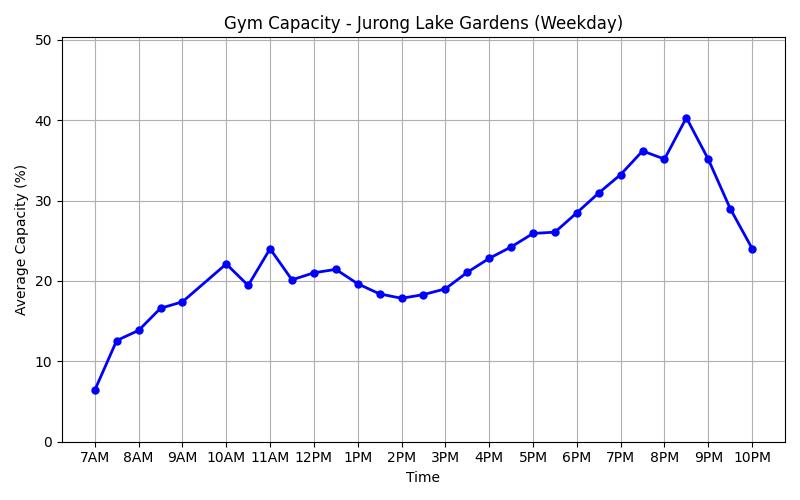 Gym Capacity - Jurong Lake Gardens (Weekday)
Average Capacity (%)
50
40
30
20
10
0
7AM 8AM 9AM 10AM 11AM 12PM 1PM 2PM 3PM 4PM 5PM 6PM 7PM 8PM 9PM 10PM
Time